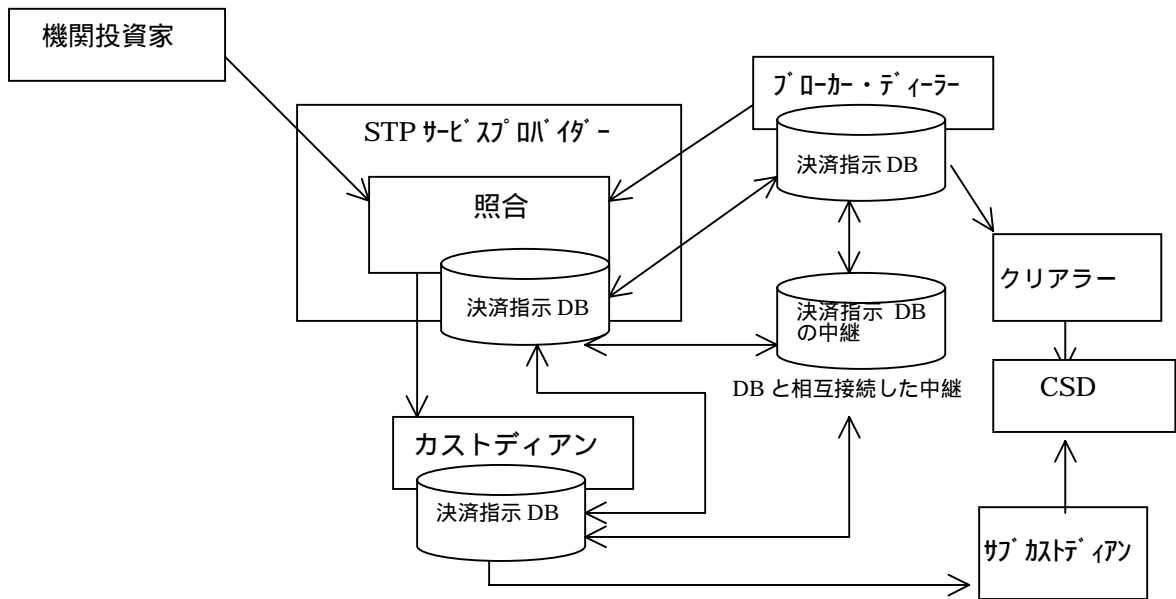 機関投資家
ﾌﾞﾛｰｶｰ・ﾃﾞｨｰﾗｰ
STP ｻｰﾋﾞｽﾌﾟﾛﾊﾞｲﾀﾞｰ
決済指示 DB
照合
クリアラー
決済指示 DB
決済指示 DB
の中継
DB と相互接続した中継
CSD
カストディアン
決済指示 DB
ｻﾌﾞｶｽﾄﾃﾞｨｱﾝ